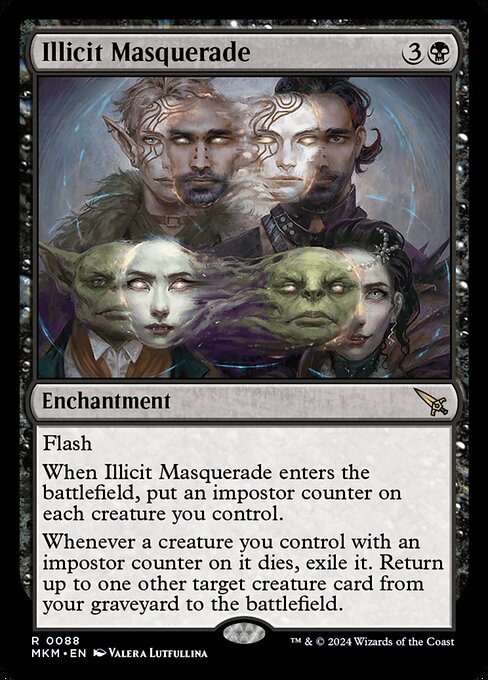 Illicit Masquerade 3
Enchantment
Flash
When Illicit Masquerade enters the
battlefield, put an impostor counter on
each creature you control.
Whenever a creature you control with an
impostor counter on it dies, exile it. Return
up to one other target creature card from
your graveyard to the battlefield.
R 0088
MKM • EN Valera Lutfullina
™ & © 2024 Wizards of the Coast